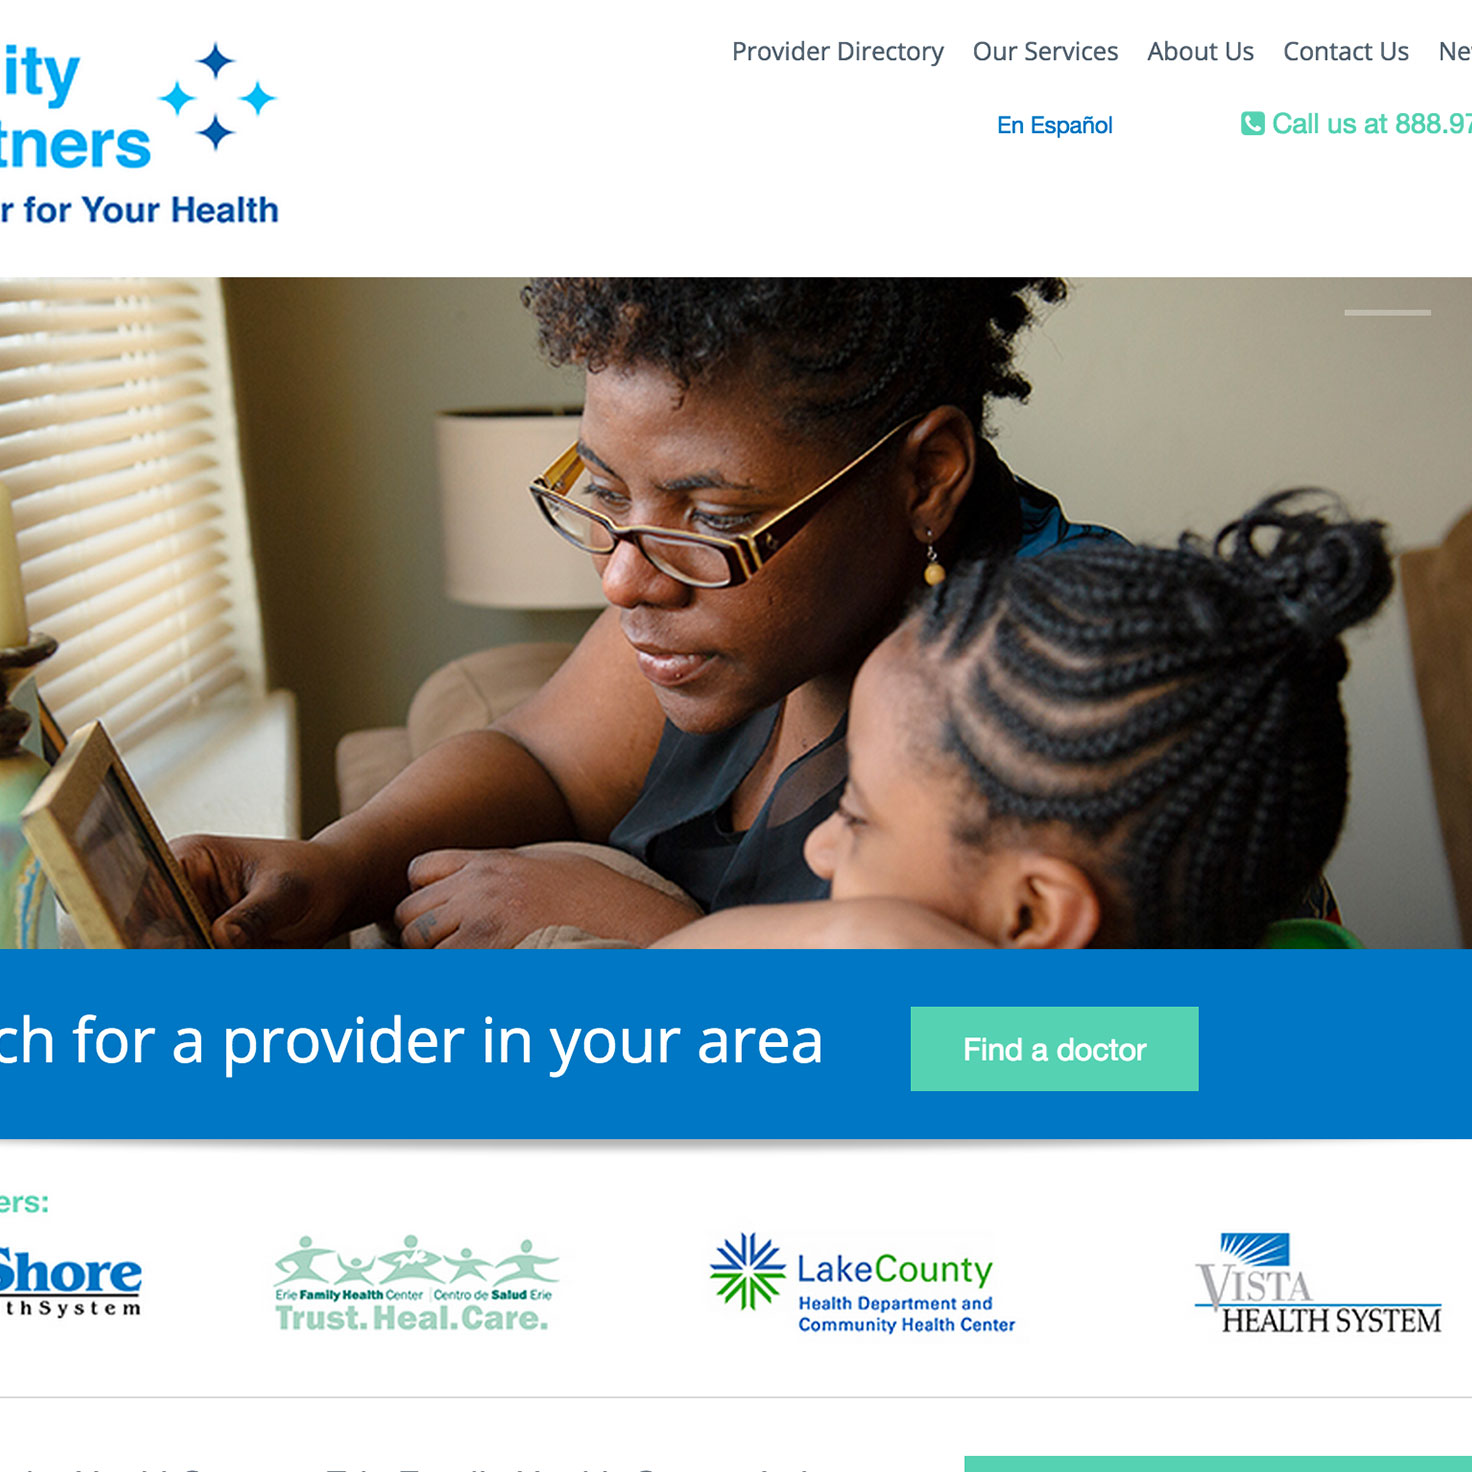 Provider Directory Our Services About Us Contact Us
En Español
Call us at 888.97
ity
tners
r for Your Health
ch for a provider in your area
Find a doctor
ers:
Shore
thSystem
Erie Family Health Center | Centro de Salud Erie
Trust. Heal. Care.
LakeCounty
Health Department and
Community Health Center
VISTA
HEALTH SYSTEM